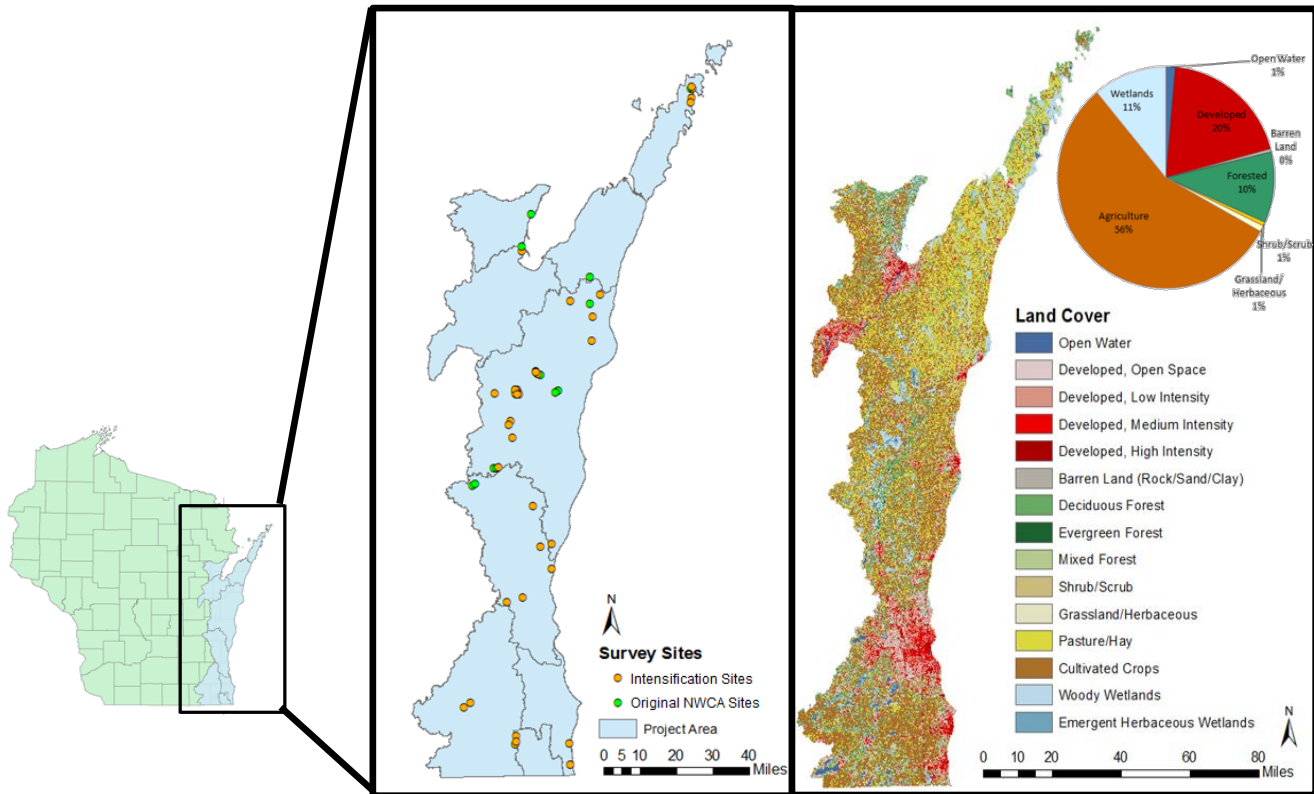 N
Survey Sites
Intensification Sites
Original NWCA Sites
Project Area
0 5 10 20 30 40
Miles
Open Water
1%
Wetlands
11%
Developed
20%
Barren
Land
0%
Forested
10%
Agriculture
56%
Shrub/Scrub
1%
Grassland/
Herbaceous
1%
Land Cover
Open Water
Developed, Open Space
Developed, Low Intensity
Developed, Medium Intensity
Developed, High Intensity
Barren Land (Rock/Sand/Clay)
Deciduous Forest
Evergreen Forest
Mixed Forest
Shrub/Scrub
Grassland/Herbaceous
Pasture/Hay
Cultivated Crops
Woody Wetlands
Emergent Herbaceous Wetlands
N
0 10 20 40 60 80
Miles